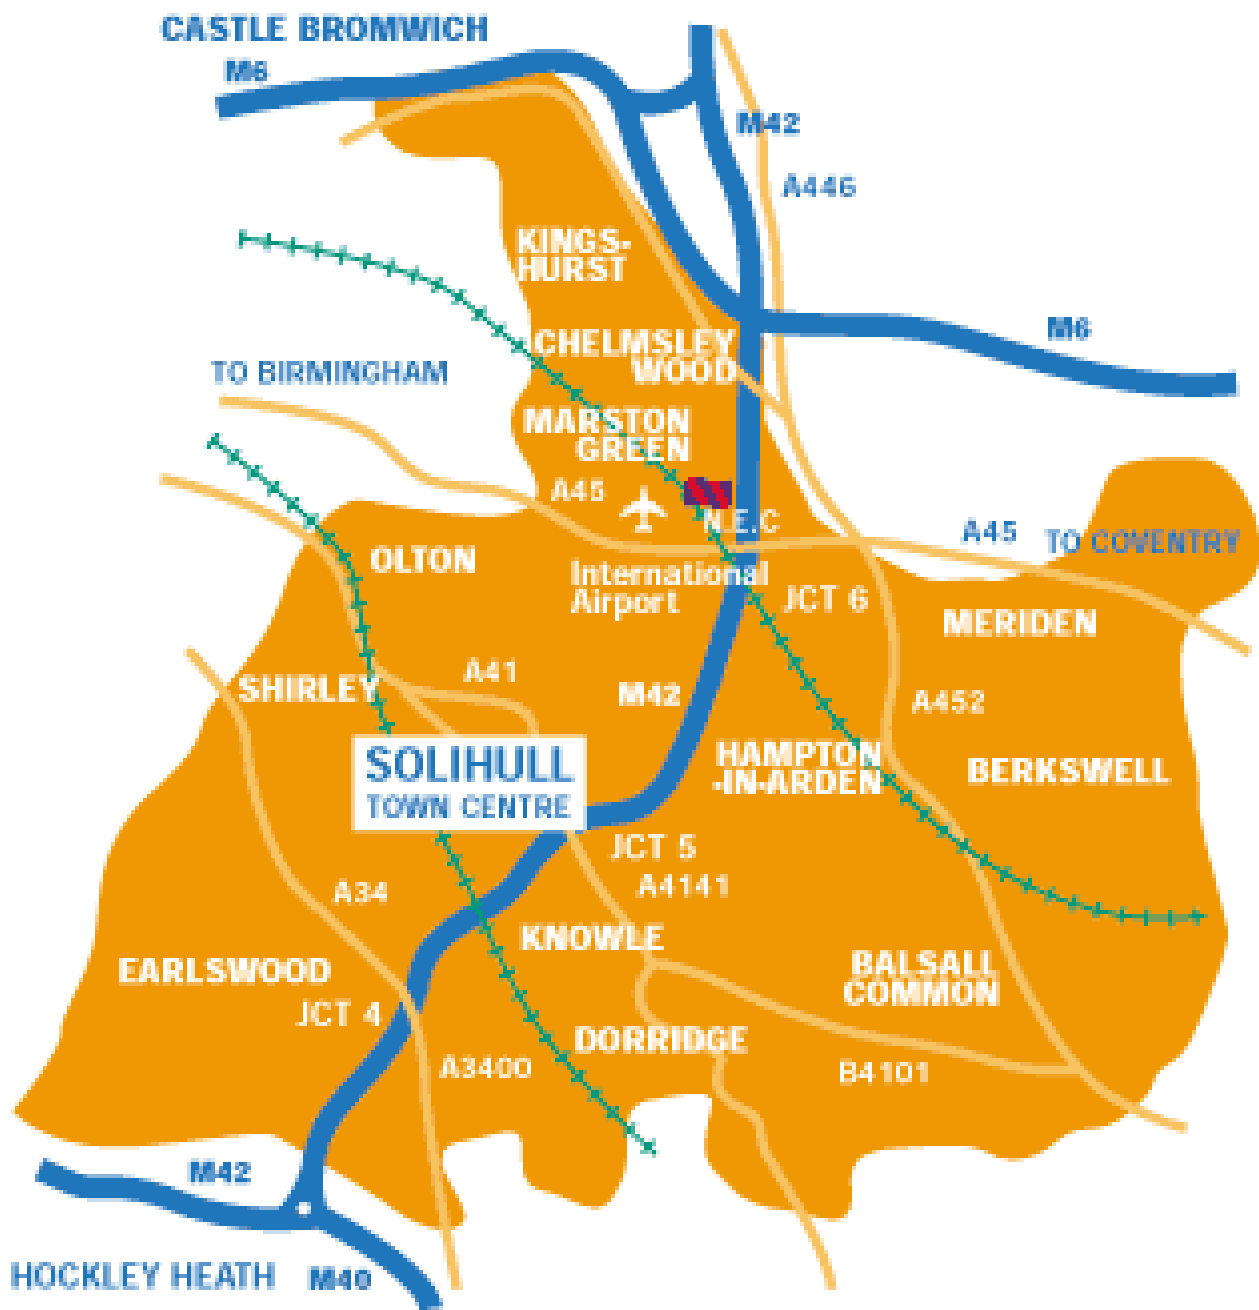 CASTLE BROMWICH
M6
M42
A446
KINGS-
HURST
M6
CHELMSLEY
WOOD
TO BIRMINGHAM
MARSTON
GREEN
A45
N.E.C
A45
TO COVENTRY
OLTON
International
Airport
JCT 6
MERIDEN
SHIRLEY
A41
M42
A452
SOLIHULL
TOWN CENTRE
HAMPTON
-IN-ARDEN
BERKSWELL
JCT 5
A4141
A34
KNOWLE
EARLSWOOD
BALSALL
COMMON
JCT 4
DORRIDGE
A3400
B4101
M42
HOCKLEY HEATH
M40